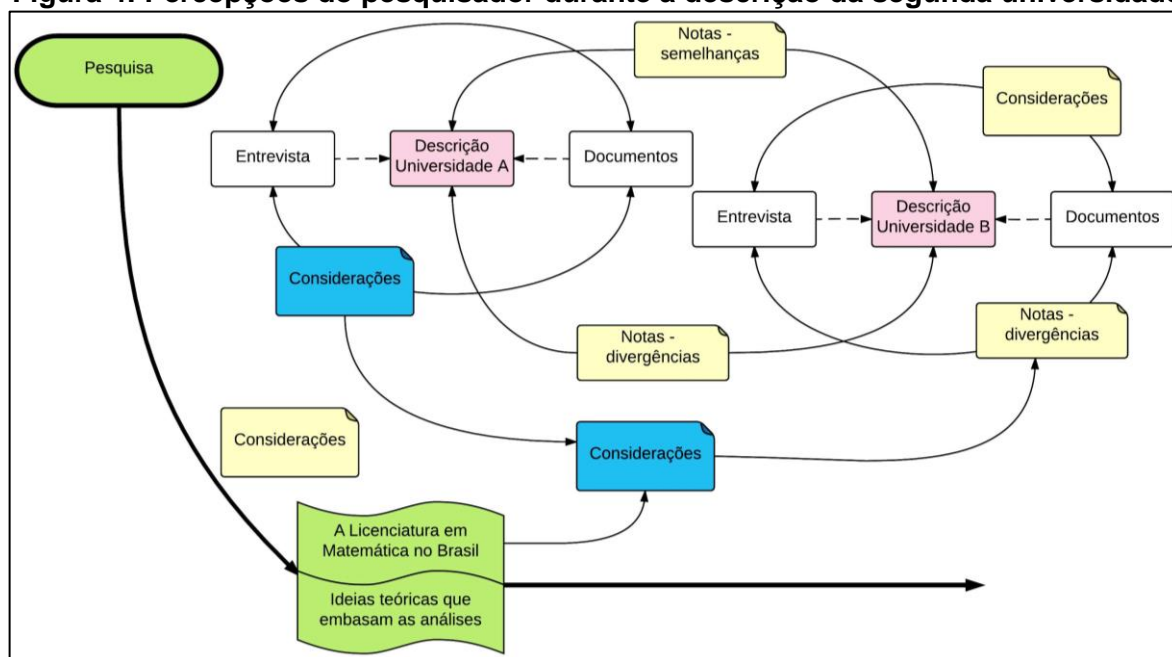 Figura 4. Percepções do pesquisador durante a descrição da segunda universidade
Pesquisa
Notas -
semelhanças
Considerações
Entrevista
Descrição
Universidade A
Documentos
Entrevista
Descrição
Universidade B
Documentos
Considerações
Notas -
divergências
Notas -
divergências
Considerações
Considerações
A Licenciatura em
Matemática no Brasil
Ideias teóricas que
embasam as análises